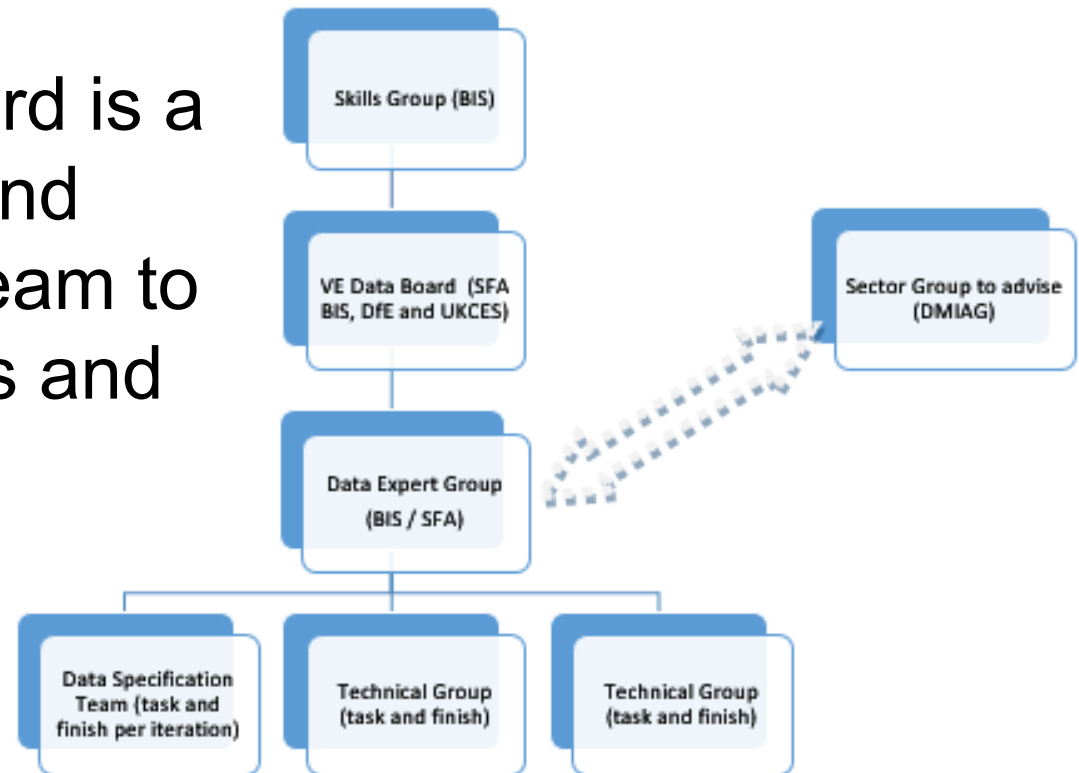 rd is a
nd
eam to
s and
Skills Group (BIS)
VE Data Board (SFA
BIS, DfE and UKCES)
Sector Group to advise
(DMIAG)
Data Expert Group
(BIS / SFA)
Data Specification
Team (task and
finish per iteration)
Technical Group
(task and finish)
Technical Group
(task and finish)